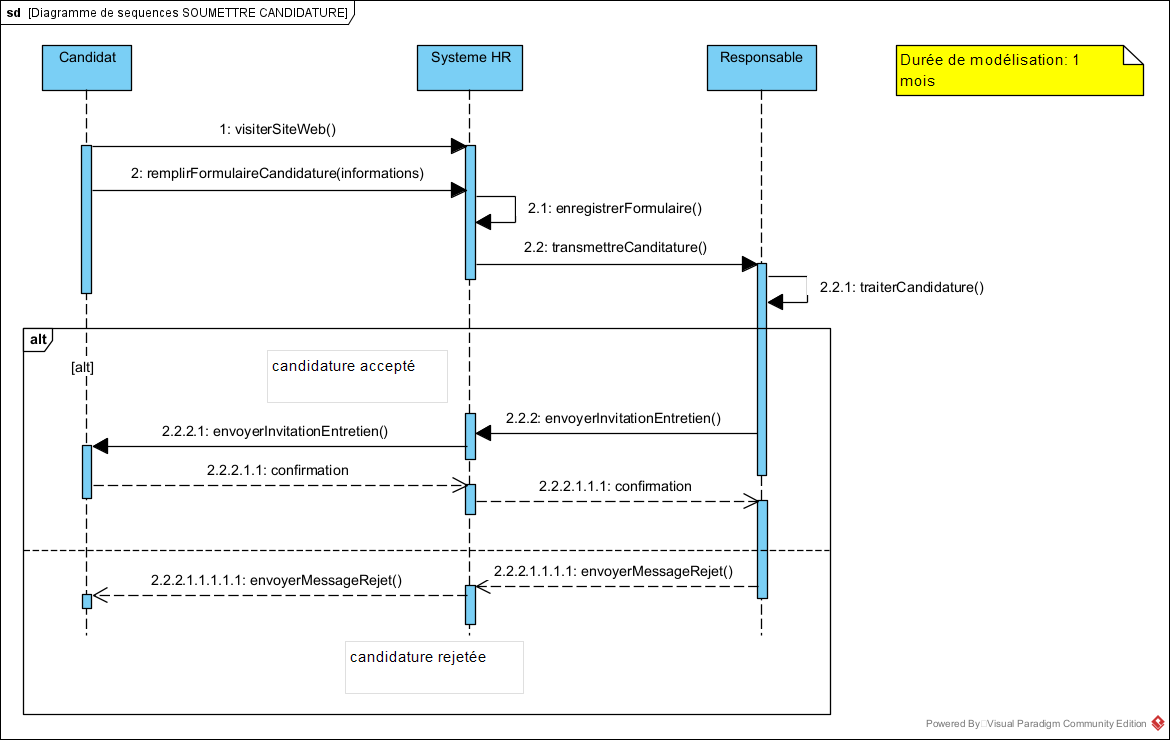 sd [Diagramme de sequences SOUMETTRE CANDIDATURE]
Candidat
Systeme HR
Responsable
Durée de modélisation: 1
mois
1: visiterSiteWeb()
2: remplirFormulaireCandidature(informations)
2.1: enregistrerFormulaire()
2.2: transmettreCanditature()
2.2.1: traiterCandidature()
alt
[alt]
candidature accepté
2.2.2: envoyerInvitationEntretien()
2.2.2.1: envoyerInvitationEntretien()
2.2.2.1.1: confirmation
2.2.2.1.1.1: confirmation
2.2.2.1.1.1.1: envoyerMessageRejet()
2.2.2.1.1.1.1.1: envoyerMessageRejet()
candidature rejetée
Powered By Visual Paradigm Community Edition